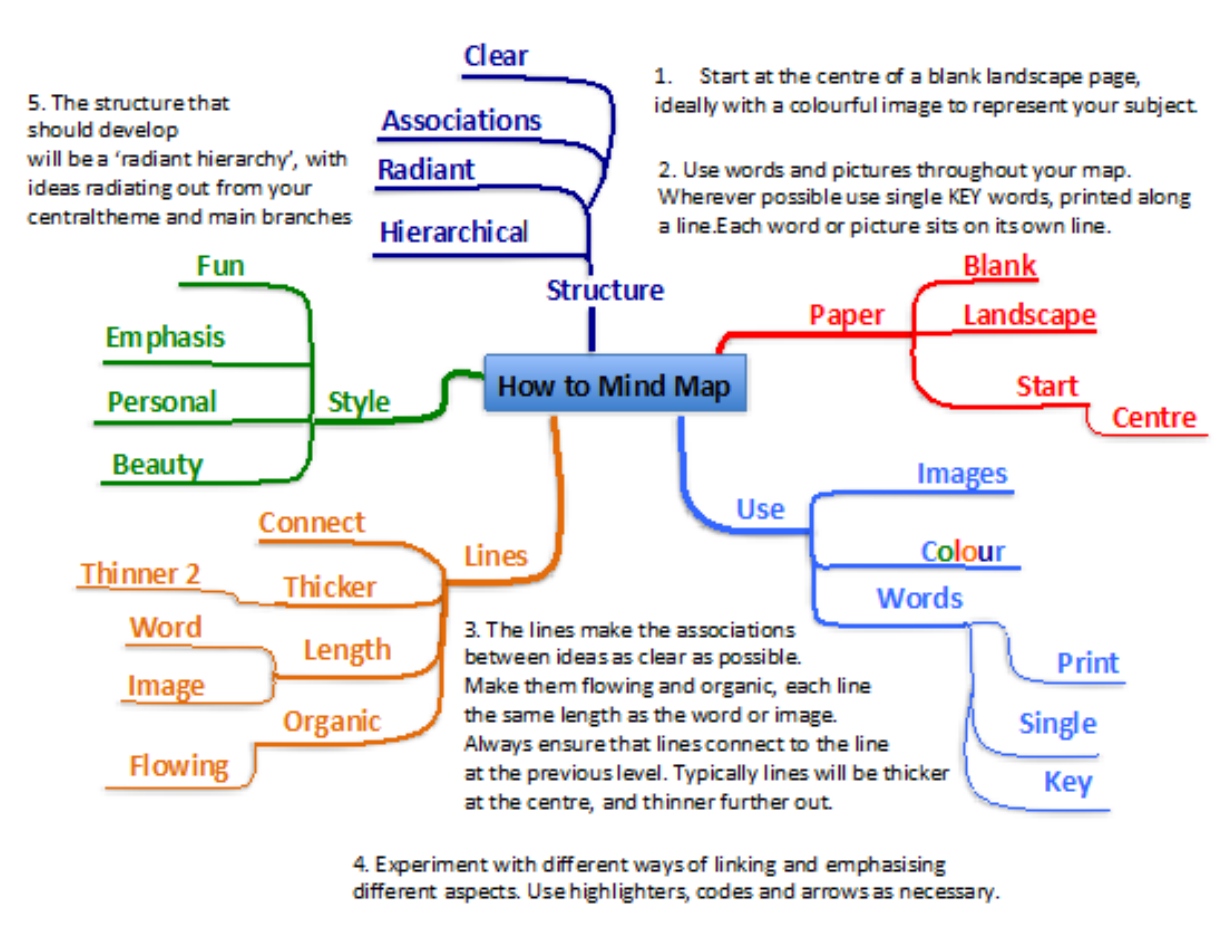 Clear
1. Start at the centre of a blank landscape page,
ideally with a colourful image to represent your subject.
5. The structure that
should develop
will be a ‘radiant hierarchy’, with
ideas radiating out from your
centraltheme and main branches
Associations
Radiant
Hierarchical
Structure
2. Use words and pictures throughout your map.
Wherever possible use single KEY words, printed along
a line.Each word or picture sits on its own line.
Fun
Emphasis
Personal
Beauty
Style
How to Mind Map
Paper
Blank
Landscape
Start
Centre
Use
Images
Colour
Words
Print
Single
Key
Lines
Connect
Thicker
Thinner 2
Length
Word
Image
Organic
Flowing
3. The lines make the associations
between ideas as clear as possible.
Make them flowing and organic, each line
the same length as the word or image.
Always ensure that lines connect to the line
at the previous level. Typically lines will be thicker
at the centre, and thinner further out.
4. Experiment with different ways of linking and emphasising
different aspects. Use highlighters, codes and arrows as necessary.